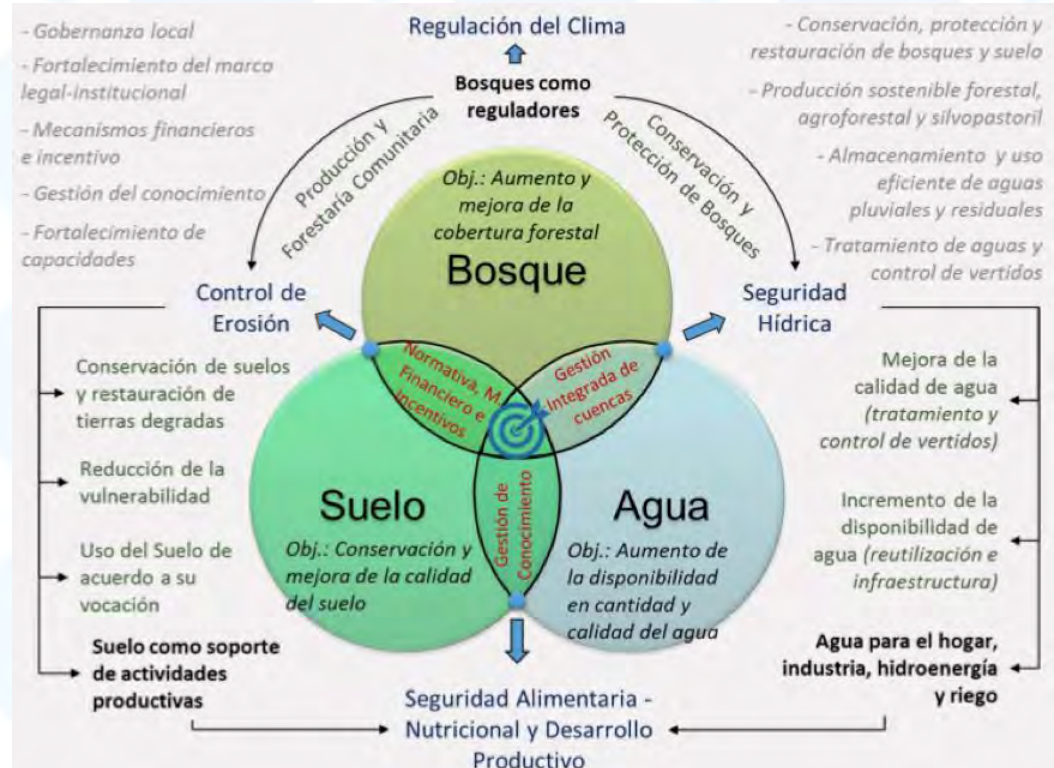 Regulación del Clima
Bosques como
reguladores
- Gobernanza local
- Fortalecimiento del marco
legal-institucional
- Mecanismos financieros
e incentivo
- Gestión del conocimiento
- Fortalecimiento de
capacidades
- Conservación, protección y
restauración de bosques y suelo
- Producción sostenible forestal,
agroforestal y silvopastoril
- Almacenamiento y uso
eficiente de aguas
pluviales y residuales
- Tratamiento de aguas y
control de vertidos
Producción y
Forestaría Comunitaria
Conservación y
Protección de Bosques
Obj.: Aumento y
mejora de la
cobertura forestal
Bosque
Control de
Erosión
Seguridad
Hídrica
Normativa, M.
Financiero e
incentivos
Gestión
Integrada de
cuencas
Gestión de
Conocimiento
Suelo
Obj.: Conservación y
mejora de la calidad
del suelo
Agua
Obj.: Aumento de
la disponibilidad
en cantidad y
calidad del agua
Conservación de suelos
y restauración de
tierras degradadas
Reducción de la
vulnerabilidad
Uso del Suelo de
acuerdo a su
vocación
Suelo como soporte
de actividades
productivas
Mejora de la
calidad de agua
(tratamiento y
control de vertidos)
Incremento de la
disponibilidad de
agua (reutilización e
infraestructura)
Agua para el hogar,
industria, hidroenergía
y riego
Seguridad Alimentaria -
Nutricional y Desarrollo
Productivo